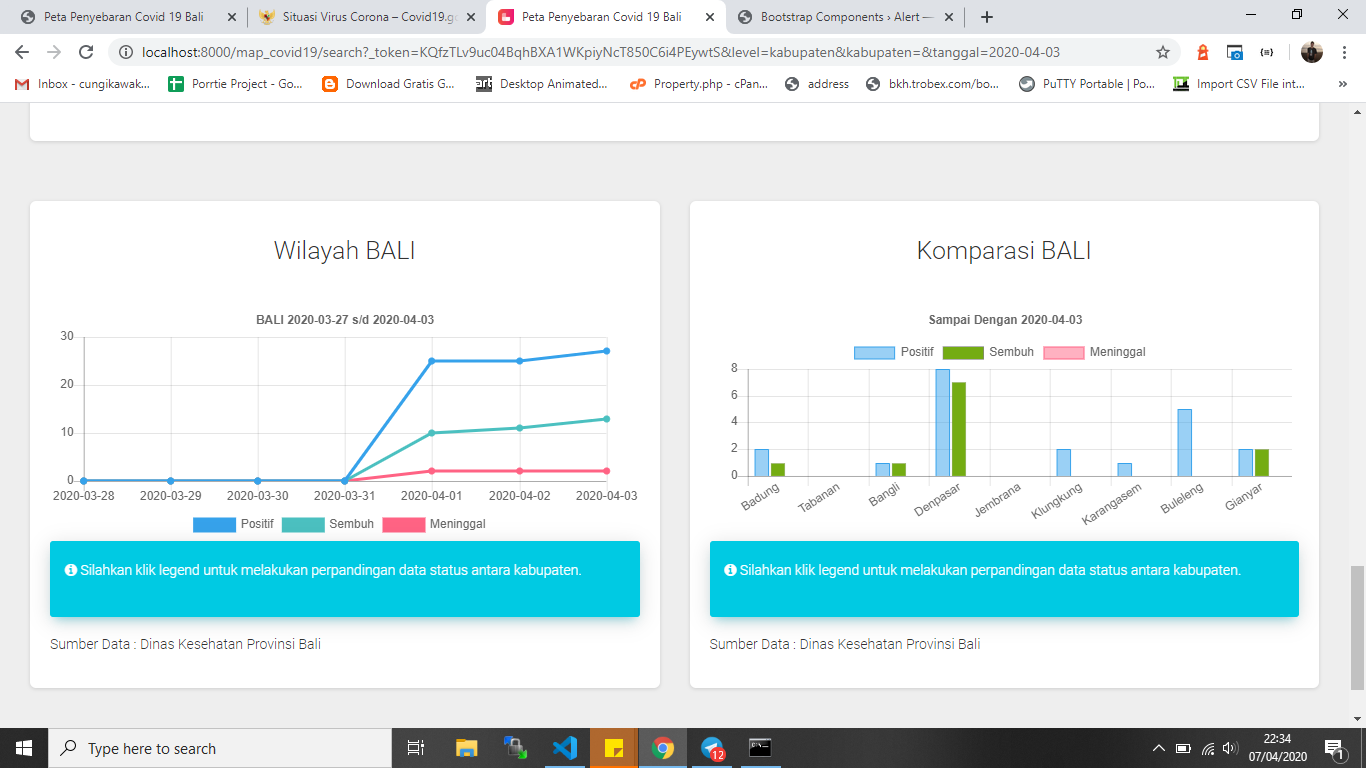 Peta Penyebaran Covid 19 Bali
Situasi Virus Corona – Covid19.go
Peta Penyebaran Covid 19 Bali
Bootstrap Components › Alert —
localhost:8000/map_covid19/search?_token=KQfzTLv9uc04BqhBXA1WKpiyNcT850C6i4PEywtS&level=kabupaten&kabupaten=&tanggal=2020-04-03
Inbox - cungikawak...
Porrtie Project - Go...
Download Gratis G...
art
Desktop Animated...
cP
Property.php - cPan...
address
bkh.trobex.com/bo...
PuTTY Portable | Po...
Import CSV File int...
»
Wilayah BALI
BALI 2020-03-27 s/d 2020-04-03
30
20
10
0
2020-03-28 2020-03-29 2020-03-30 2020-03-31 2020-04-01 2020-04-02 2020-04-03
Positif Sembuh Meninggal
Silahkan klik legend untuk melakukan perpandingan data status antara kabupaten.
Sumber Data : Dinas Kesehatan Provinsi Bali
Komparasi BALI
Sampai Dengan 2020-04-03
Positif Sembuh Meninggal
8
6
4
2
0
Badung Tabanan Bangli Denpasar Jembrana Klungkung Karangasem Buleleng Gianyar
Silahkan klik legend untuk melakukan perpandingan data status antara kabupaten.
Sumber Data : Dinas Kesehatan Provinsi Bali
Type here to search
12
22:34
07/04/2020
1